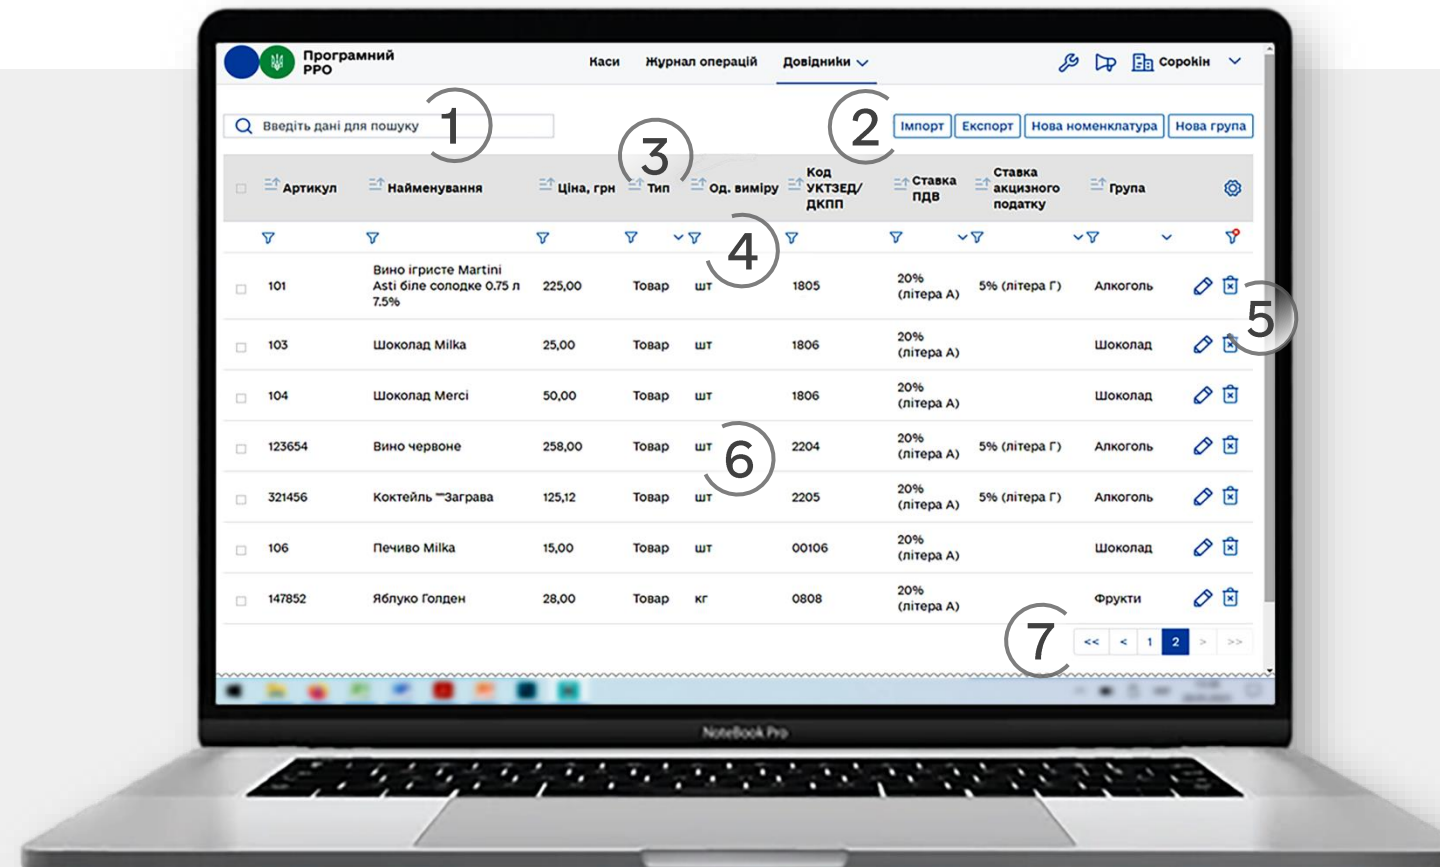 Програмний
РРО
Каси Журнал операцій Довідники Сорокін
Введіть дані для пошуку 1 2 Імпорт Експорт Нова номенклатура Нова група
3
Артикул Найменування Ціна, грн Тип Од. виміру Код УКТЗЕД/ ДКПП Ставка ПДВ Ставка акцизного податку Група
4
101 Вино ігристе Martini Asti біле солодке 0.75 л 7.5% 225,00 Товар шт 1805 20% (літера А) 5% (літера Г) Алкоголь
5
103 Шоколад Milka 25,00 Товар шт 1806 20% (літера А) Шоколад
104 Шоколад Merci 50,00 Товар шт 1806 20% (літера А) Шоколад
123654 Вино червоне 258,00 Товар шт 2204 20% (літера А) 5% (літера Г) Алкоголь
6
321456 Коктейль ""Заграва 125,12 Товар шт 2205 20% (літера А) 5% (літера Г) Алкоголь
106 Печиво Milka 15,00 Товар шт 00106 20% (літера А) Шоколад
147852 Яблуко Голден 28,00 Товар кг 0808 20% (літера А) Фрукти
7 << < 1 2 > >>
NoteBook Pro